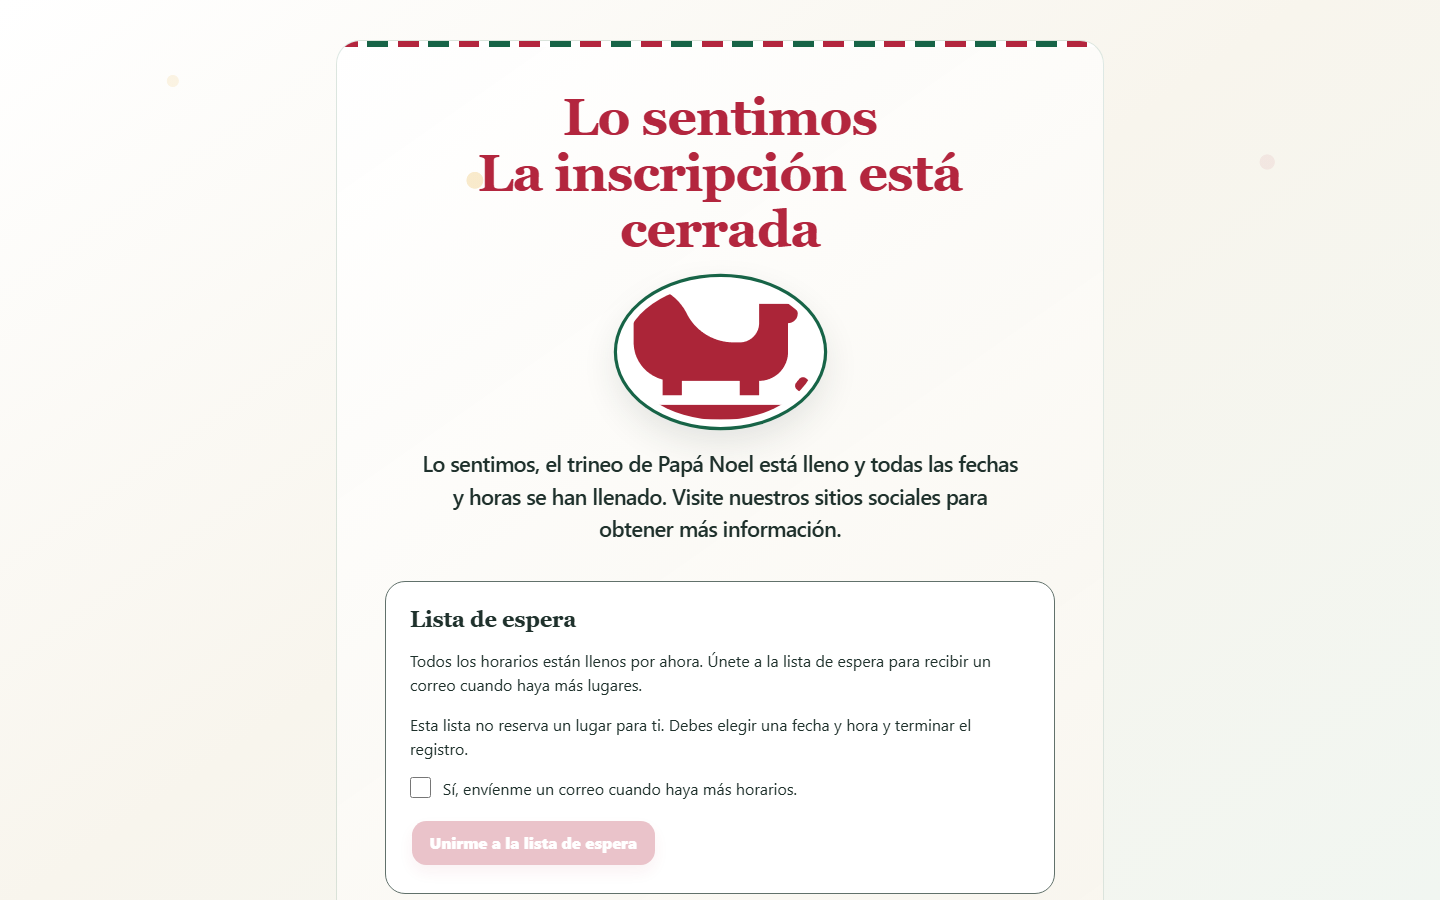 Lo sentimos
La inscripción está
cerrada
Lo sentimos, el trineo de Papá Noel está lleno y todas las fechas
y horas se han llenado. Visite nuestros sitios sociales para
obtener más información.
Lista de espera
Todos los horarios están llenos por ahora. Únete a la lista de espera para recibir un
correo cuando haya más lugares.
Esta lista no reserva un lugar para ti. Debes elegir una fecha y hora y terminar el
registro.
Sí, envíenme un correo cuando haya más horarios.
Unirme a la lista de espera